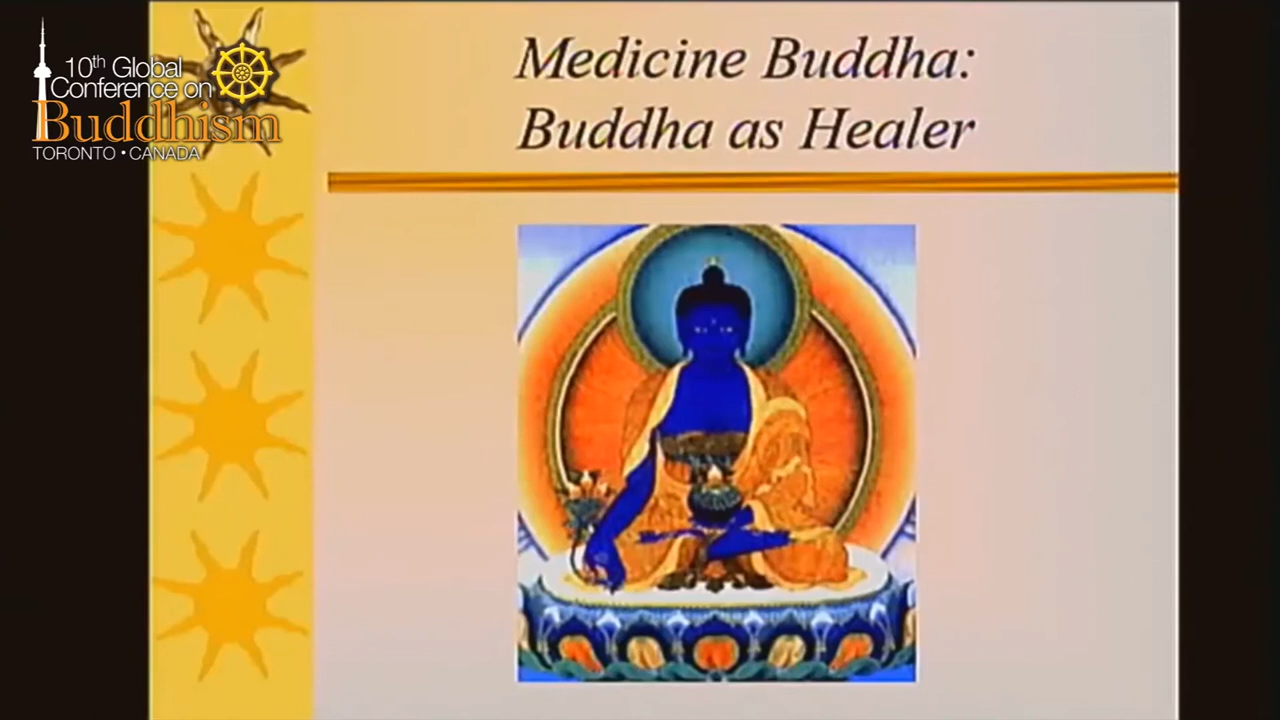 10th Global
Conference on
Buddhism
TORONTO • CANADA
Medicine Buddha:
Buddha as Healer